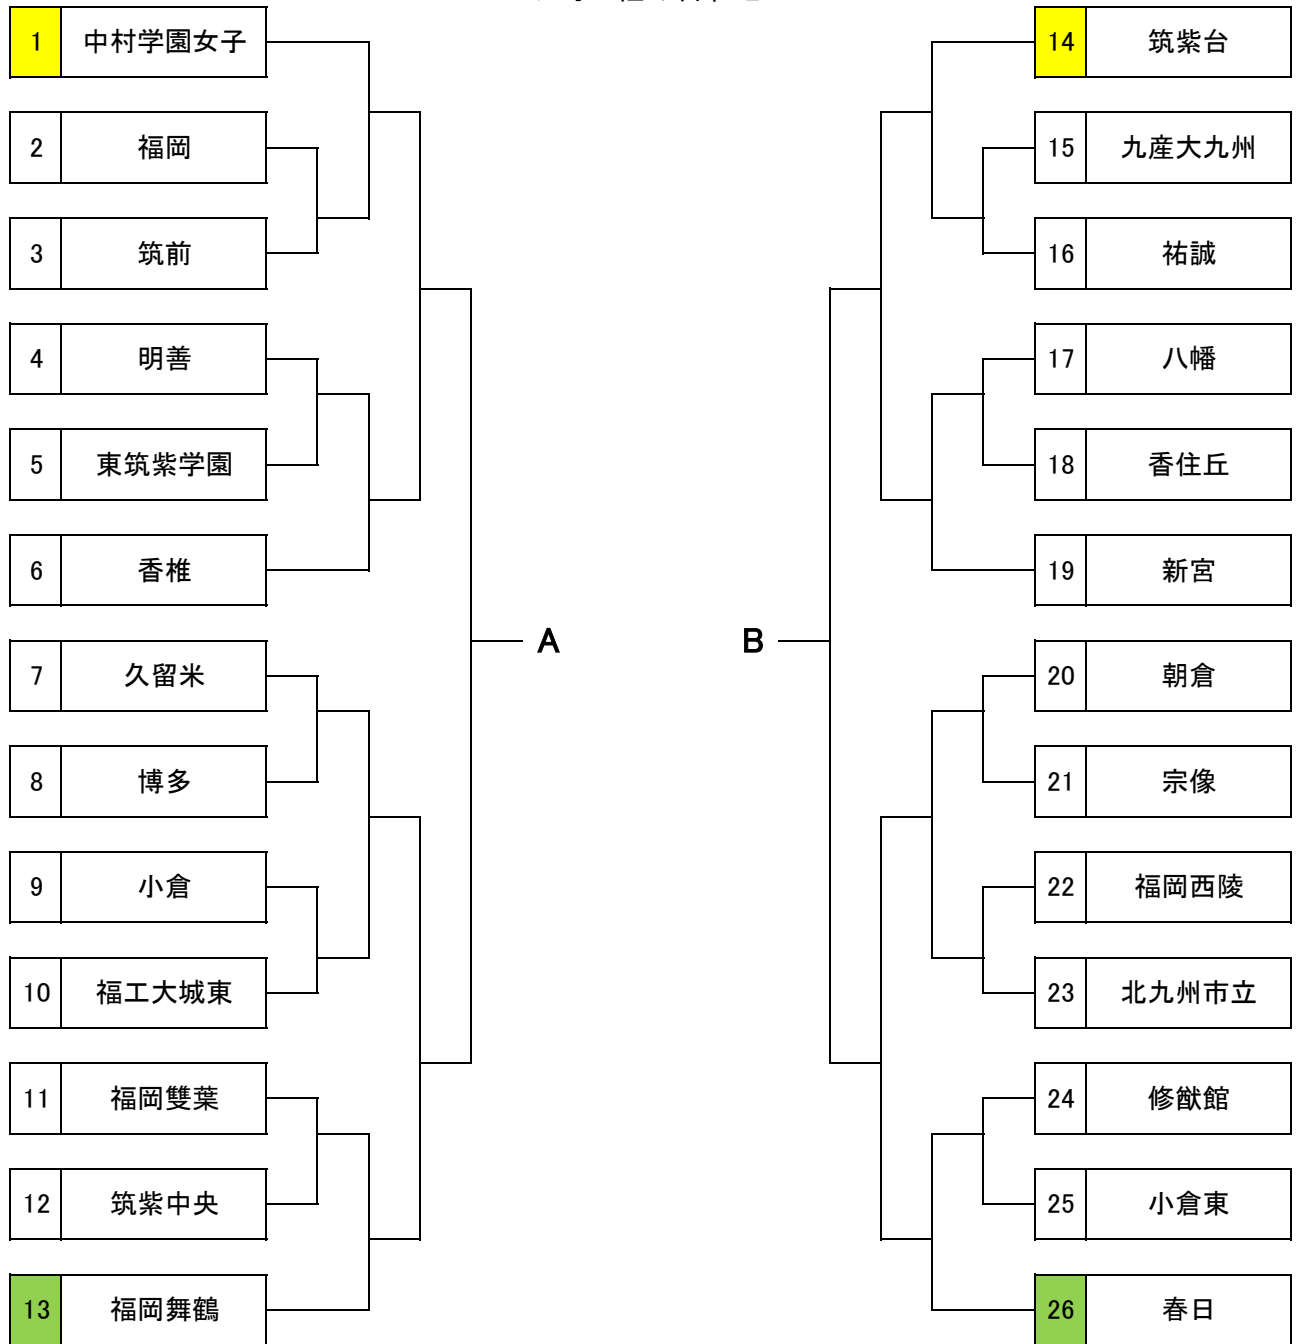 1 中村学園女子
2 福岡
3 筑前
4 明善
5 東筑紫学園
6 香椎
7 久留米
8 博多
9 小倉
10 福工大城東
11 福岡雙葉
12 筑紫中央
13 福岡舞鶴
A
B
14 筑紫台
15 九産大九州
16 祐誠
17 八幡
18 香住丘
19 新宮
20 朝倉
21 宗像
22 福岡西陵
23 北九州市立
24 修猷館
25 小倉東
26 春日